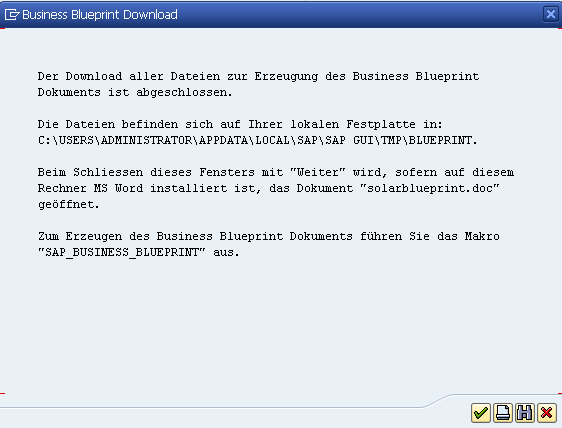 Business Blueprint Download
Der Download aller Dateien zur Erzeugung des Business Blueprint
Dokuments ist abgeschlossen.
Die Dateien befinden sich auf Ihrer lokalen Festplatte in:
C:\USERS\ADMINISTRATOR\APPDATA\LOCAL\SAP\SAP GUI\TMP\BLUEPRINT.
Beim Schliessen dieses Fensters mit "Weiter" wird, sofern auf diesem
Rechner MS Word installiert ist, das Dokument "solarblueprint.doc"
geöffnet.
Zum Erzeugen des Business Blueprint Dokuments führen Sie das Makro
"SAP_BUSINESS_BLUEPRINT" aus.